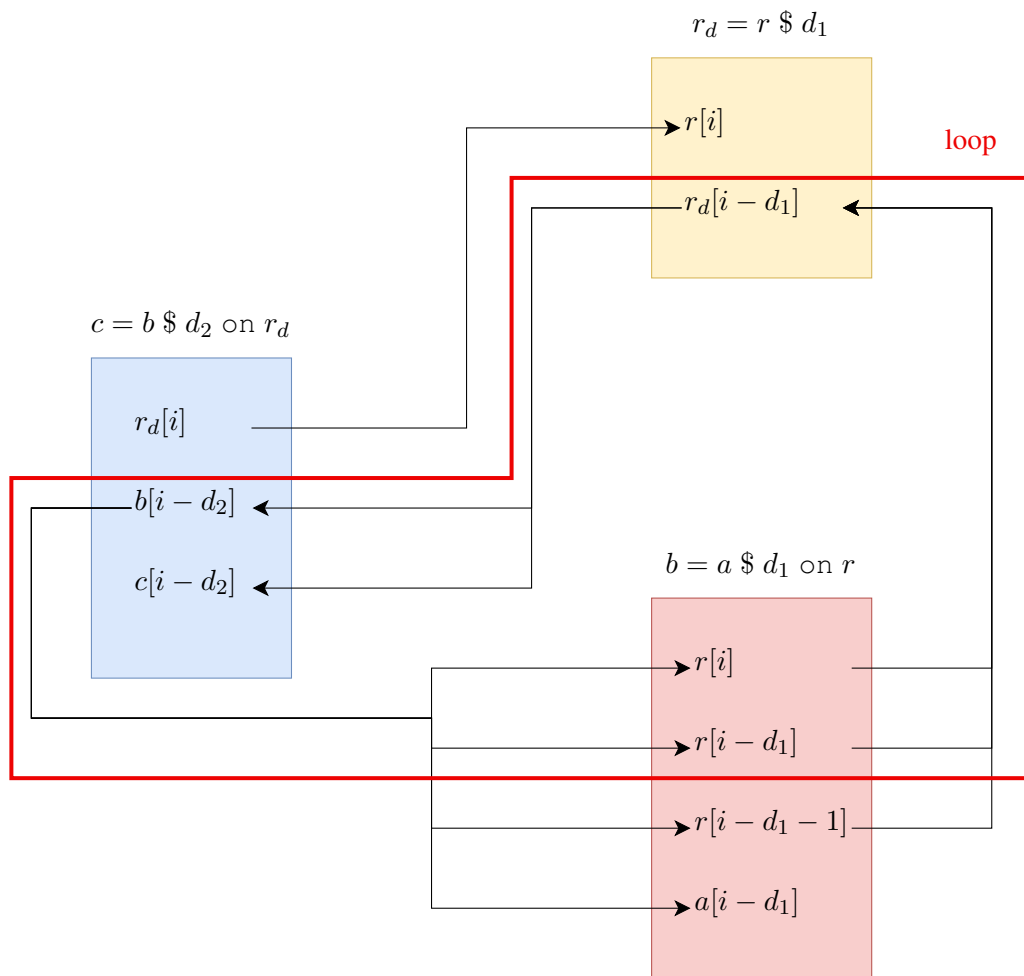 r_d = r $ d_1
r[i]
loop
r_d[i − d_1]
c = b $ d_2 on r_d
r_d[i]
b[i − d_2]
c[i − d_2]
b = a $ d_1 on r
r[i]
r[i − d_1]
r[i − d_1 − 1]
a[i − d_1]